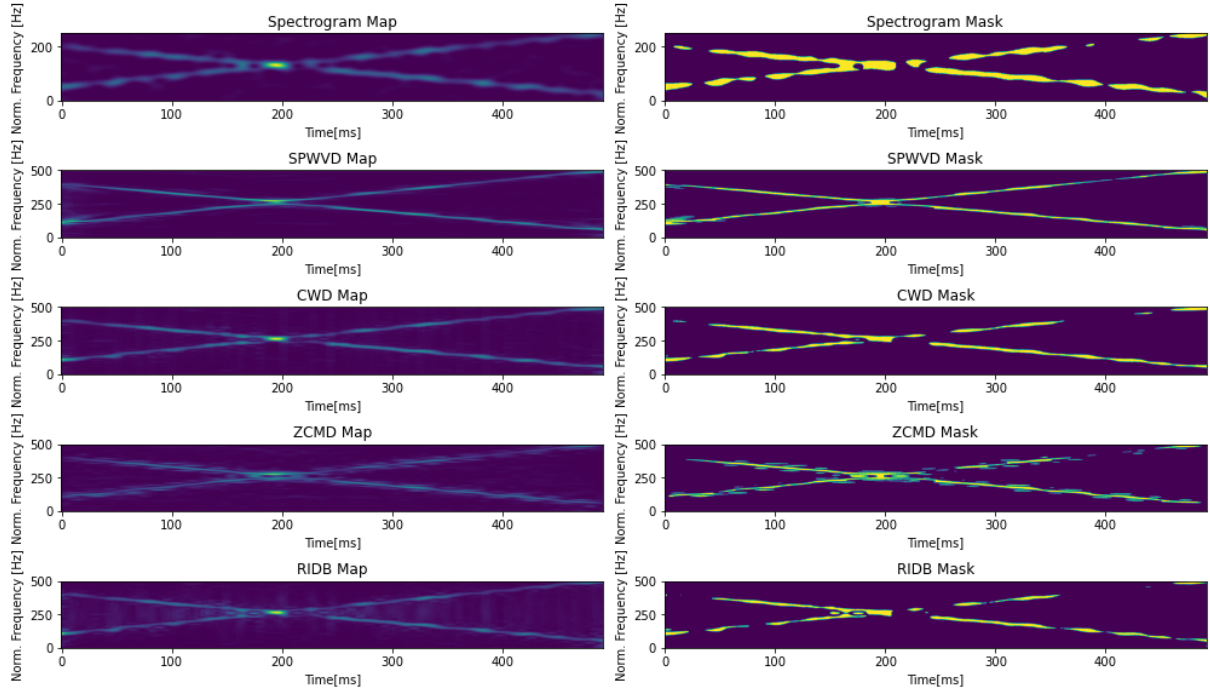 Spectrogram Map
Norm. Frequency [Hz]
200
0
0 100 200 300 400
Time[ms]
Spectrogram Mask
Norm. Frequency [Hz]
200
0
0 100 200 300 400
Time[ms]
SPWVD Map
Norm. Frequency [Hz]
500
250
0
0 100 200 300 400
Time[ms]
SPWVD Mask
Norm. Frequency [Hz]
500
250
0
0 100 200 300 400
Time[ms]
CWD Map
Norm. Frequency [Hz]
500
250
0
0 100 200 300 400
Time[ms]
CWD Mask
Norm. Frequency [Hz]
500
250
0
0 100 200 300 400
Time[ms]
ZCMD Map
Norm. Frequency [Hz]
500
250
0
0 100 200 300 400
Time[ms]
ZCMD Mask
Norm. Frequency [Hz]
500
250
0
0 100 200 300 400
Time[ms]
RIDB Map
Norm. Frequency [Hz]
500
250
0
0 100 200 300 400
Time[ms]
RIDB Mask
Norm. Frequency [Hz]
500
250
0
0 100 200 300 400
Time[ms]